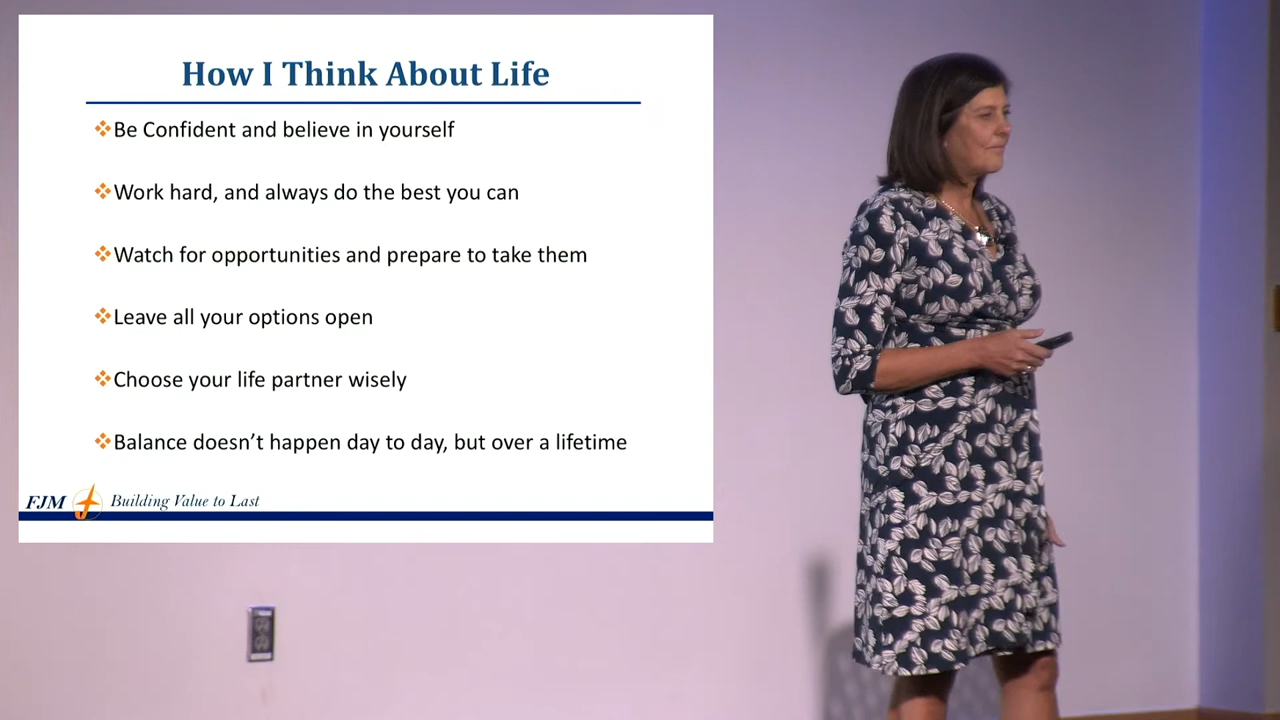 How I Think About Life
Be Confident and believe in yourself
Work hard, and always do the best you can
Watch for opportunities and prepare to take them
Leave all your options open
Choose your life partner wisely
Balance doesn't happen day to day, but over a lifetime
FJM Building Value to Last